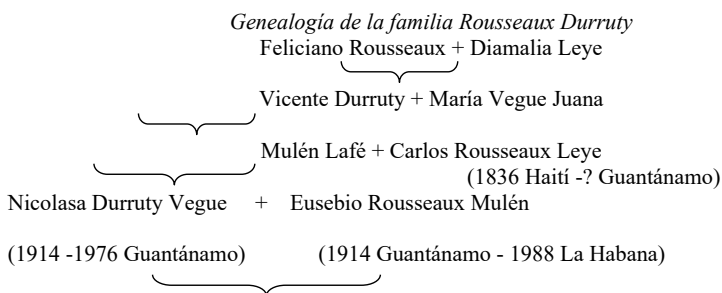 Genealogía de la familia Rousseaux Durruty
Feliciano Rousseaux + Diamalia Leye
Vicente Durruty + María Vegue Juana
Mulén Lafé + Carlos Rousseaux Leye
(1836 Haití -? Guantánamo)
Nicolasa Durruty Vegue + Eusebio Rousseaux Mulén
(1914 -1976 Guantánamo) (1914 Guantánamo - 1988 La Habana)